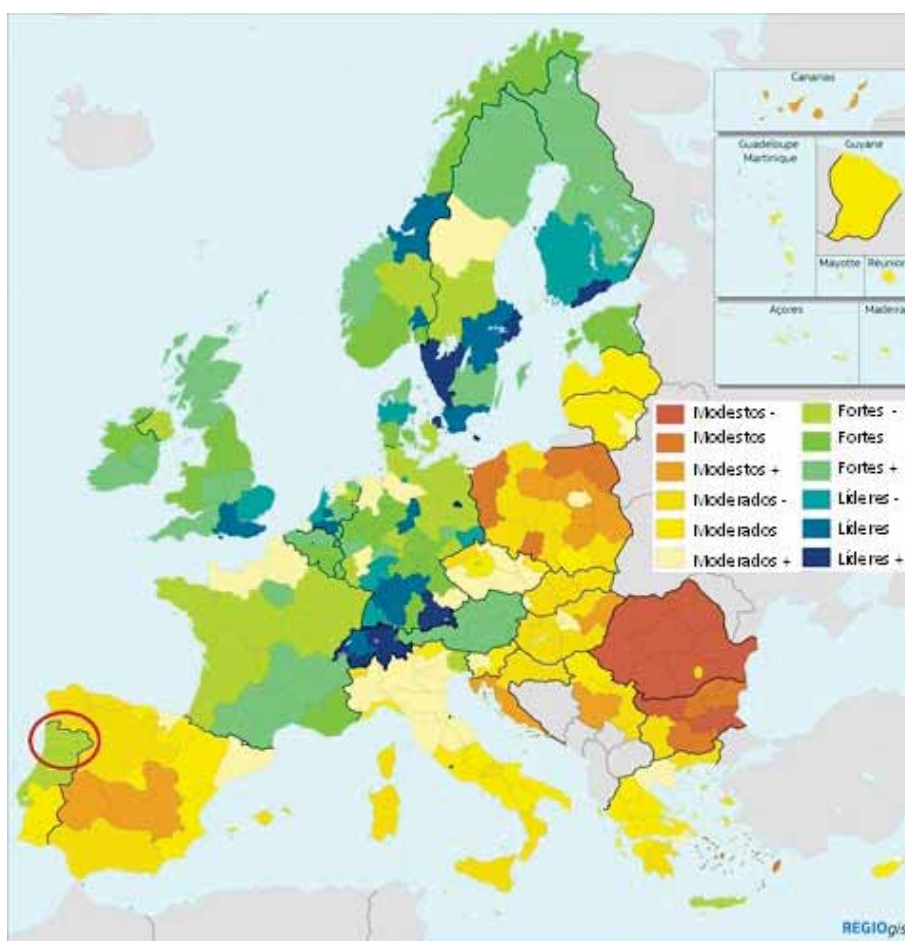 Canarias
Guadeloupe
Martinique
Guyane
Mayotte
Réunion
Açores
Madeira
Modestos -
Modestos
Modestos +
Moderados -
Moderados
Moderados +
Fortes -
Fortes
Fortes +
Líderes -
Líderes
Líderes +
REGIOgis